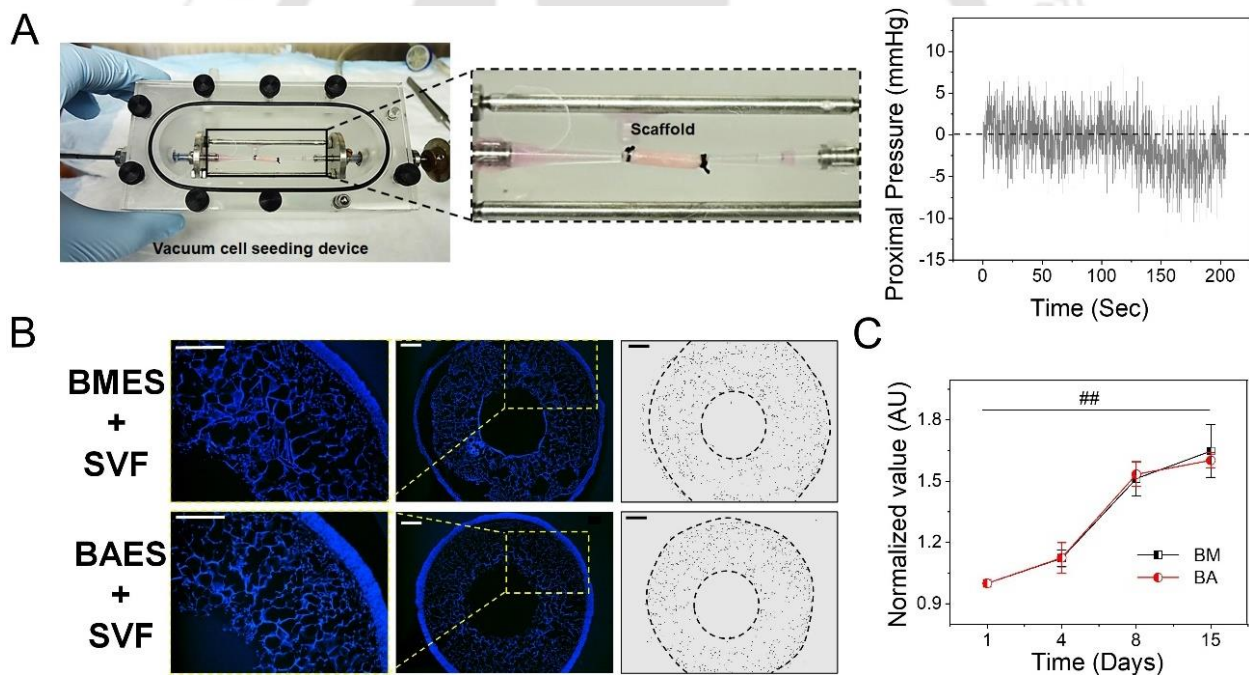 A
Vacuum cell seeding device
Scaffold
Proximal Pressure (mmHg)
10
5
0
-5
-10
-15
0
50
100
150
200
Time (Sec)
B
BMES
+
SVF
BAES
+
SVF
C
Normalized value (AU)
1.8
1.5
1.2
0.9
##
BM
BA
1
4
8
15
Time (Days)